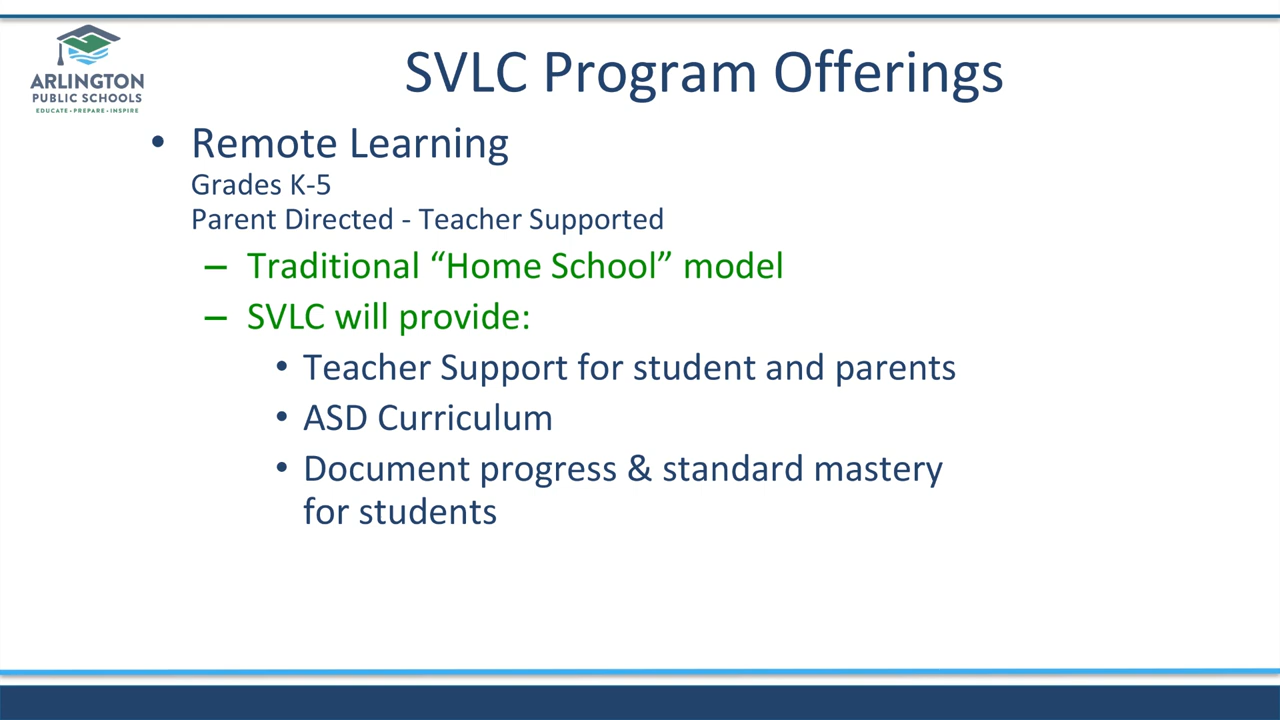 ARLINGTON
PUBLIC SCHOOLS
EDUCATE • PREPARE • INSPIRE
SVLC Program Offerings
• Remote Learning
Grades K-5
Parent Directed - Teacher Supported
– Traditional “Home School” model
– SVLC will provide:
• Teacher Support for student and parents
• ASD Curriculum
• Document progress & standard mastery
for students